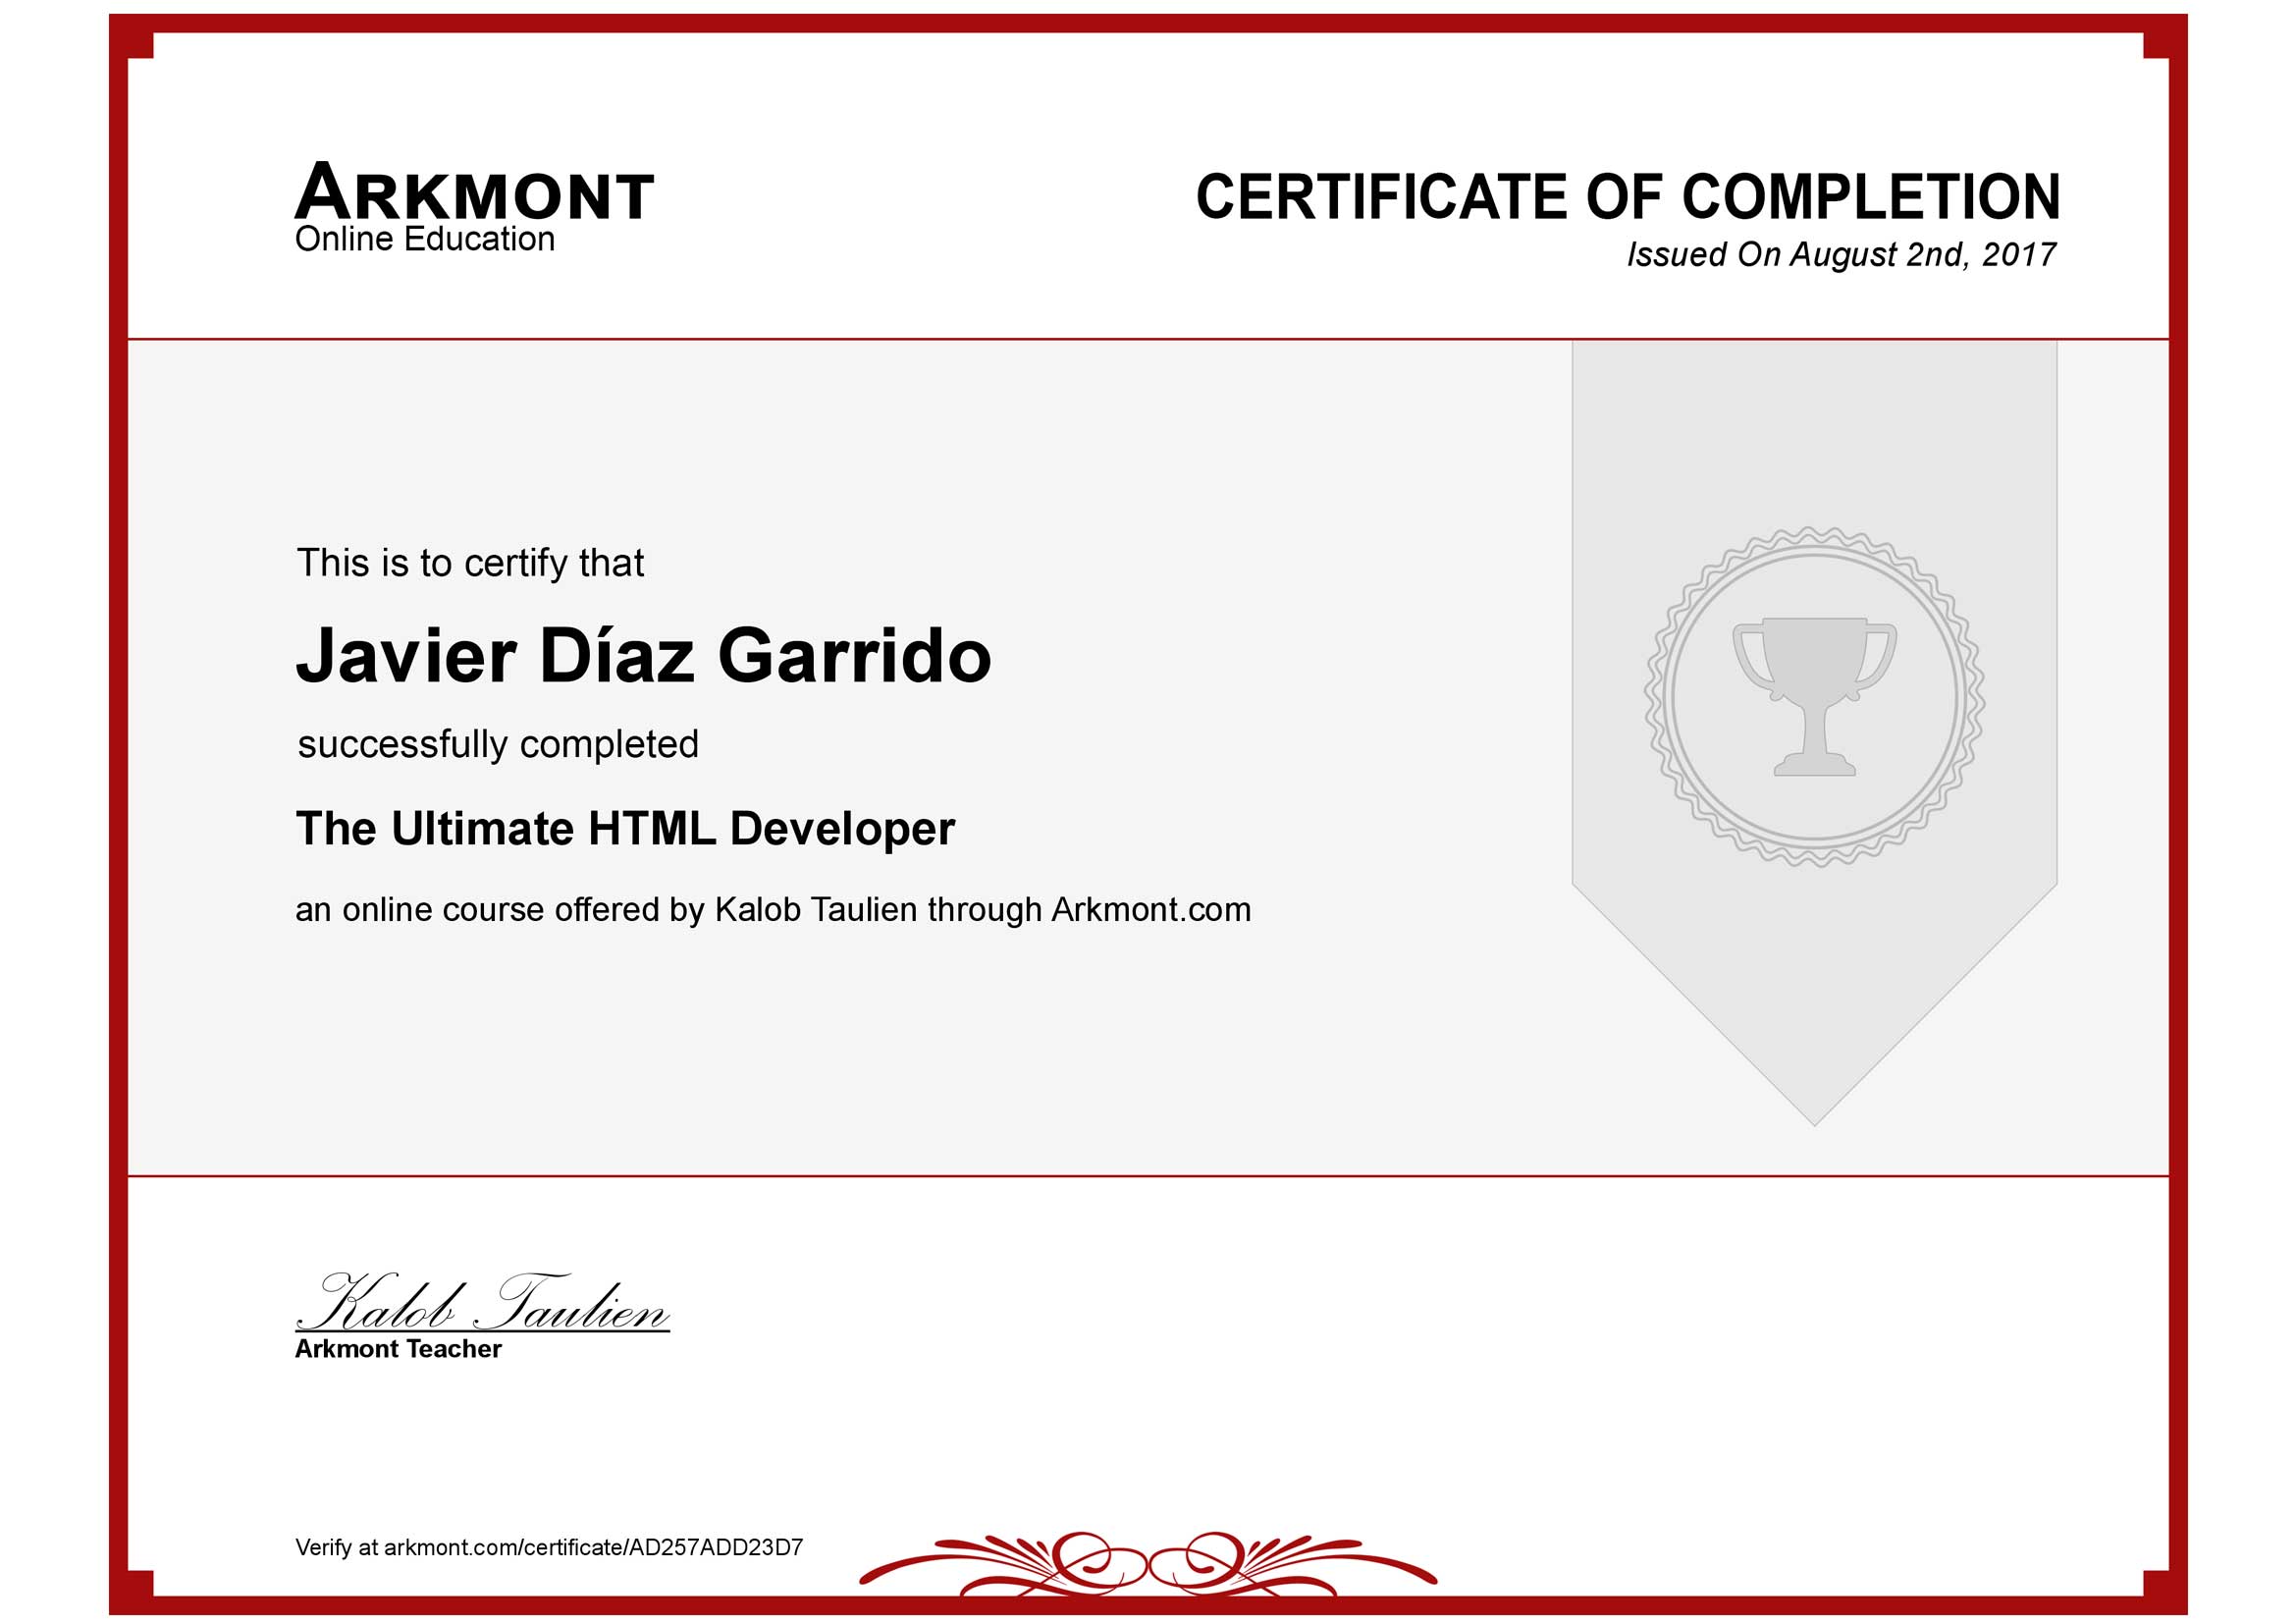 ARKMONT
Online Education
CERTIFICATE OF COMPLETION
Issued On August 2nd, 2017
This is to certify that
Javier Díaz Garrido
successfully completed
The Ultimate HTML Developer
an online course offered by Kalob Taulien through Arkmont.com
Kalob Taulien
Arkmont Teacher
Verify at arkmont.com/certificate/AD257ADD23D7